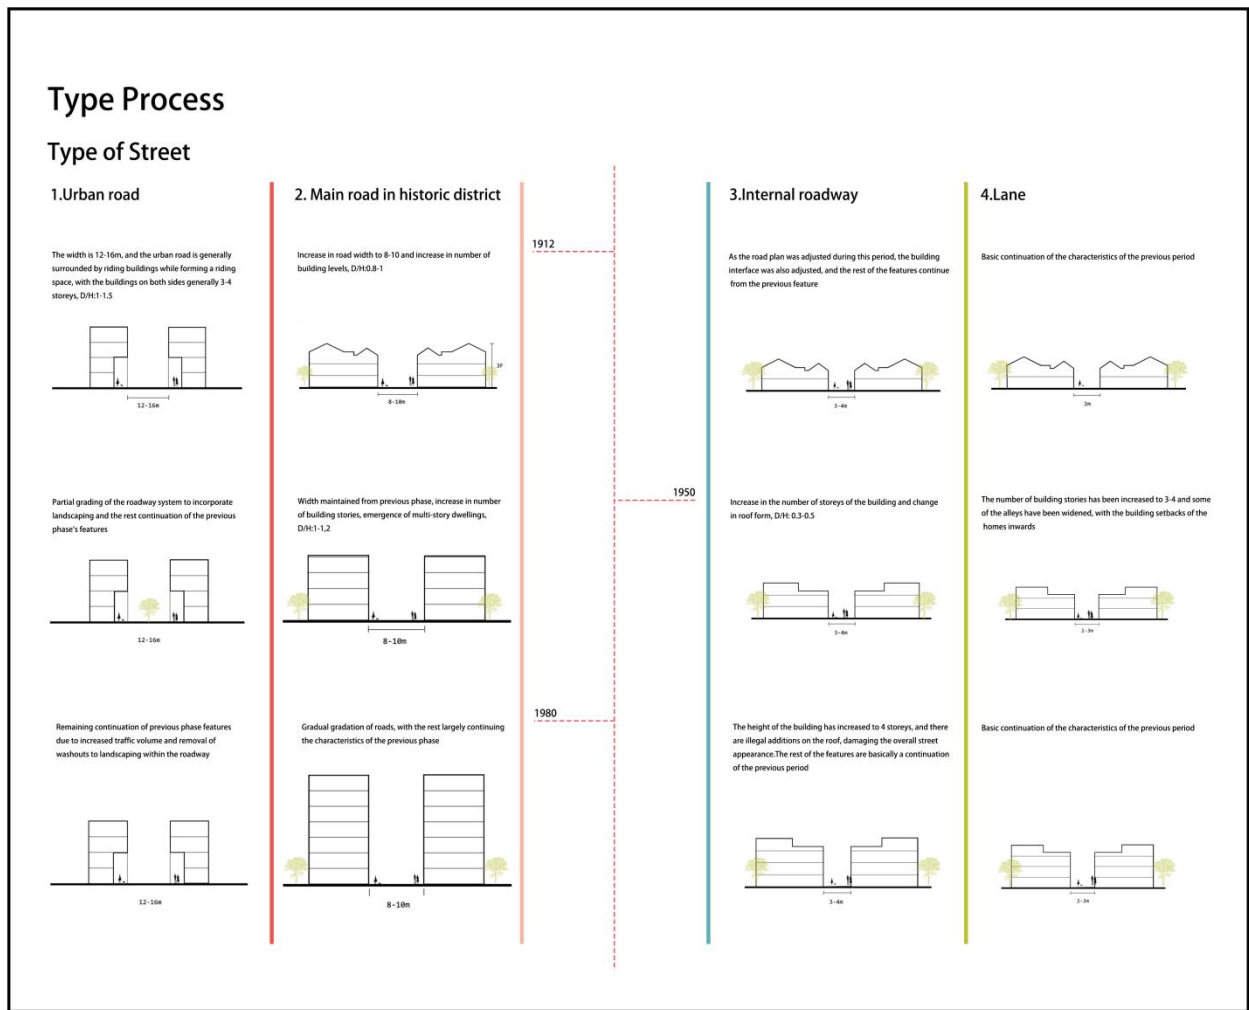 Type Process
Type of Street
1.Urban road
The width is 12-16m, and the urban road is generally
surrounded by riding buildings while forming a riding
space, with the buildings on both sides generally 3-4
storeys, D/H:1-1.5
12-16m
Partial grading of the roadway system to incorporate
landscaping and the rest continuation of the previous
phase's features
12-16m
Remaining continuation of previous phase features
due to increased traffic volume and removal of
washouts to landscaping within the roadway
12-16m
2. Main road in historic district
Increase in road width to 8-10 and increase in number of
building levels, D/H:0.8-1
3F
8-10m
Width maintained from previous phase, increase in number
of building stories, emergence of multi-story dwellings,
D/H:1-1,2
8-10m
Gradual gradation of roads, with the rest largely continuing
the characteristics of the previous phase
8-10m
1912
1950
1980
3.Internal roadway
As the road plan was adjusted during this period, the building
interface was also adjusted, and the rest of the features continue
from the previous feature
3-4m
Increase in the number of storeys of the building and change
in roof form, D/H: 0.3-0.5
3-4m
The height of the building has increased to 4 storeys, and there
are illegal additions on the roof, damaging the overall street
appearance.The rest of the features are basically a continuation
of the previous period
3-4m
4.Lane
Basic continuation of the characteristics of the previous period
2m
The number of building stories has been increased to 3-4 and some
of the alleys have been widened, with the building setbacks of the
homes inwards
2-3m
Basic continuation of the characteristics of the previous period
2-3m